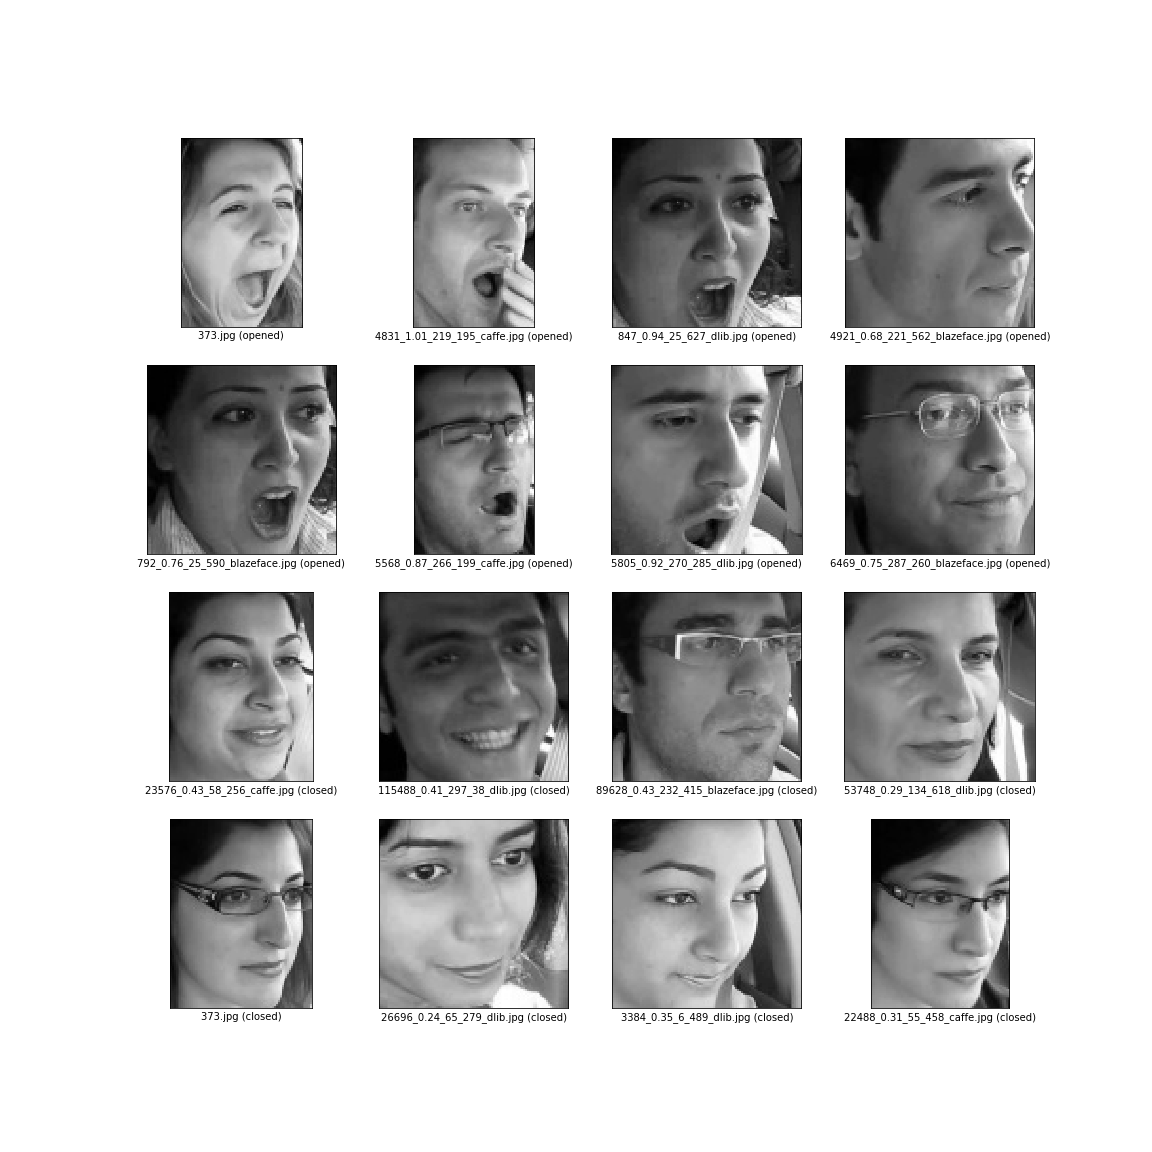 373.jpg (opened)
4831_1.01_219_195_caffe.jpg (opened)
847_0.94_25_627_dlib.jpg (opened)
4921_0.68_221_562_blazeface.jpg (opened)
792_0.76_25_590_blazeface.jpg (opened)
5568_0.87_266_199_caffe.jpg (opened)
5805_0.92_270_285_dlib.jpg (opened)
6469_0.75_287_260_blazeface.jpg (opened)
23576_0.43_58_256_caffe.jpg (closed)
115488_0.41_297_38_dlib.jpg (closed)
89628_0.43_232_415_blazeface.jpg (closed)
53748_0.29_134_618_dlib.jpg (closed)
373.jpg (closed)
26696_0.24_65_279_dlib.jpg (closed)
3384_0.35_6_489_dlib.jpg (closed)
22488_0.31_55_458_caffe.jpg (closed)